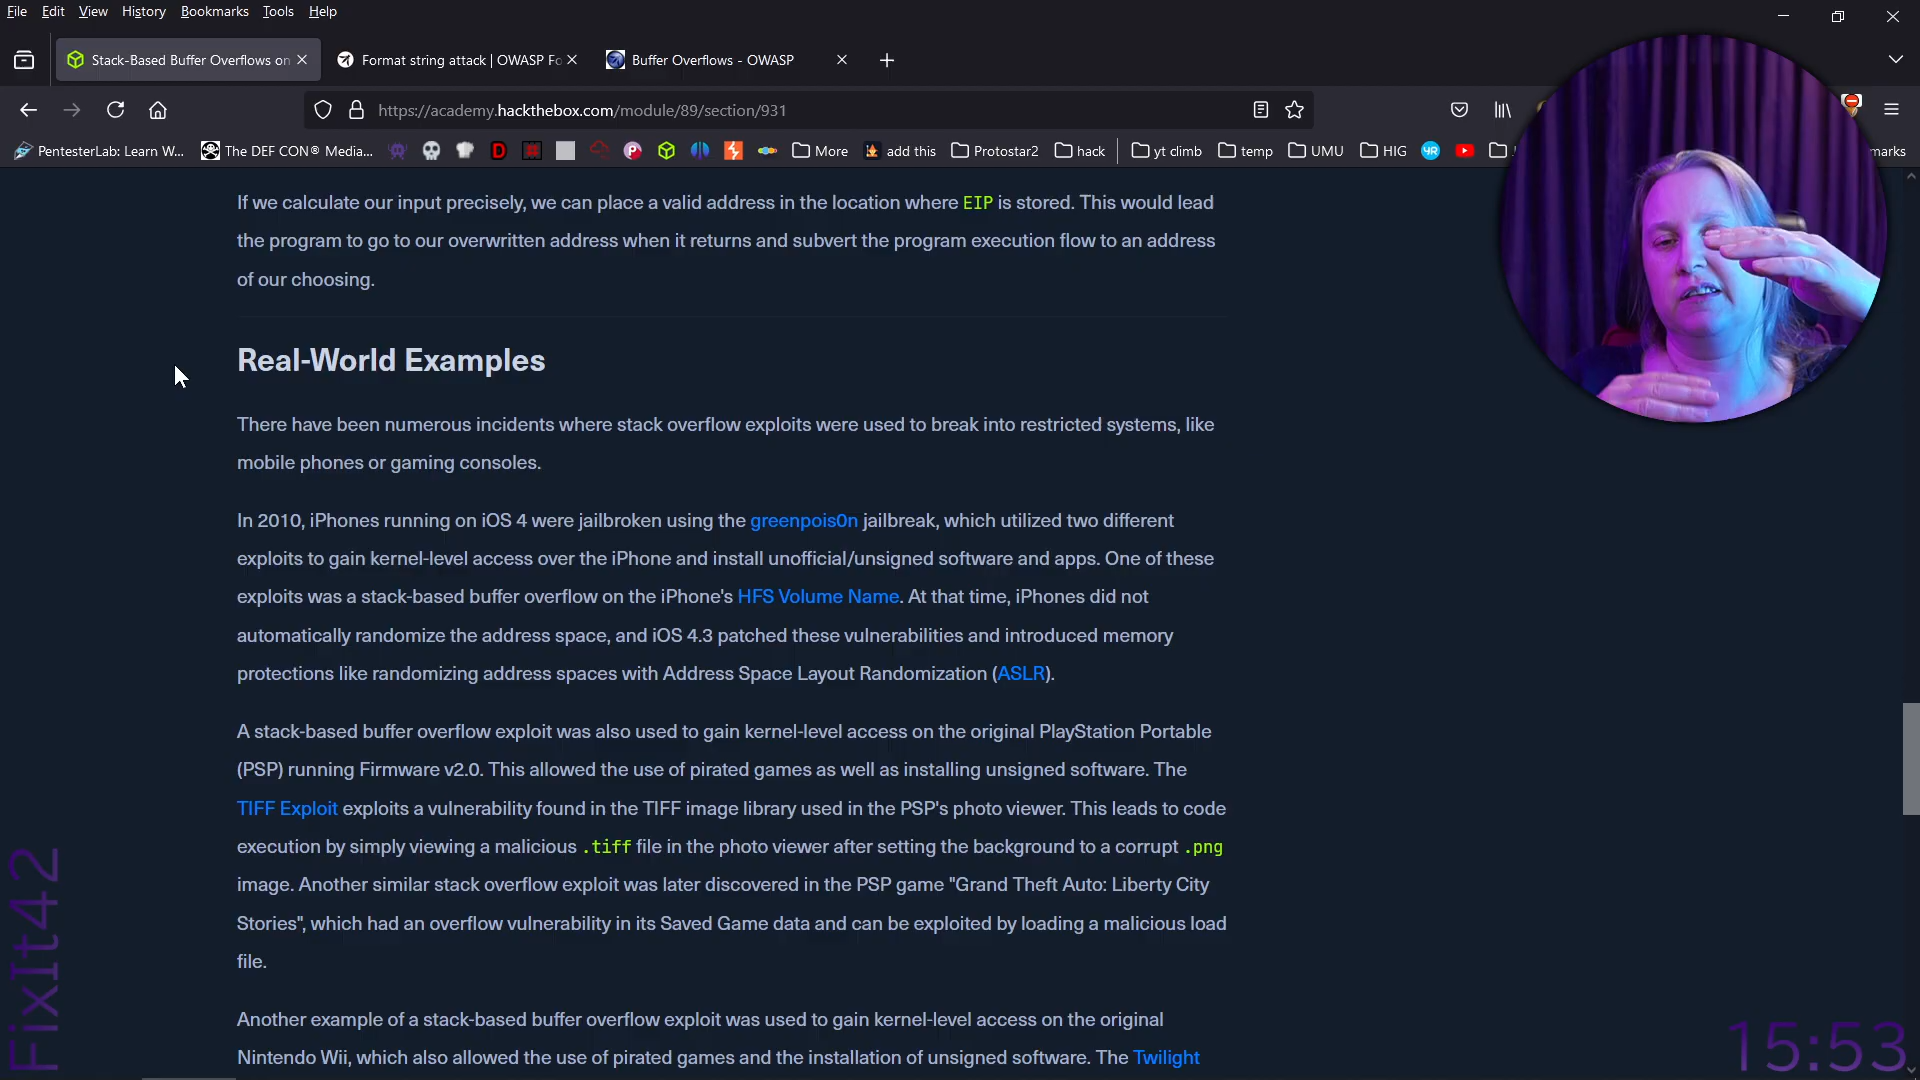 File Edit View History Bookmarks Tools Help
Stack-Based Buffer Overflows on
Format string attack | OWASP Fo
Buffer Overflows - OWASP
https://academy.hackthebox.com/module/89/section/931
PentesterLab: Learn W... The DEF CON® Media... More add this Protostar2 hack yt climb temp UMU HIG marks
If we calculate our input precisely, we can place a valid address in the location where EIP is stored. This would lead
the program to go to our overwritten address when it returns and subvert the program execution flow to an address
of our choosing.
Real-World Examples
There have been numerous incidents where stack overflow exploits were used to break into restricted systems, like
mobile phones or gaming consoles.
In 2010, iPhones running on iOS 4 were jailbroken using the greenpois0n jailbreak, which utilized two different
exploits to gain kernel-level access over the iPhone and install unofficial/unsigned software and apps. One of these
exploits was a stack-based buffer overflow on the iPhone's HFS Volume Name. At that time, iPhones did not
automatically randomize the address space, and iOS 4.3 patched these vulnerabilities and introduced memory
protections like randomizing address spaces with Address Space Layout Randomization (ASLR).
A stack-based buffer overflow exploit was also used to gain kernel-level access on the original PlayStation Portable
(PSP) running Firmware v2.0. This allowed the use of pirated games as well as installing unsigned software. The
TIFF Exploit exploits a vulnerability found in the TIFF image library used in the PSP's photo viewer. This leads to code
execution by simply viewing a malicious .tiff file in the photo viewer after setting the background to a corrupt .png
image. Another similar stack overflow exploit was later discovered in the PSP game "Grand Theft Auto: Liberty City
Stories", which had an overflow vulnerability in its Saved Game data and can be exploited by loading a malicious load
file.
Another example of a stack-based buffer overflow exploit was used to gain kernel-level access on the original
Nintendo Wii, which also allowed the use of pirated games and the installation of unsigned software. The Twilight
FixIt42
15:53